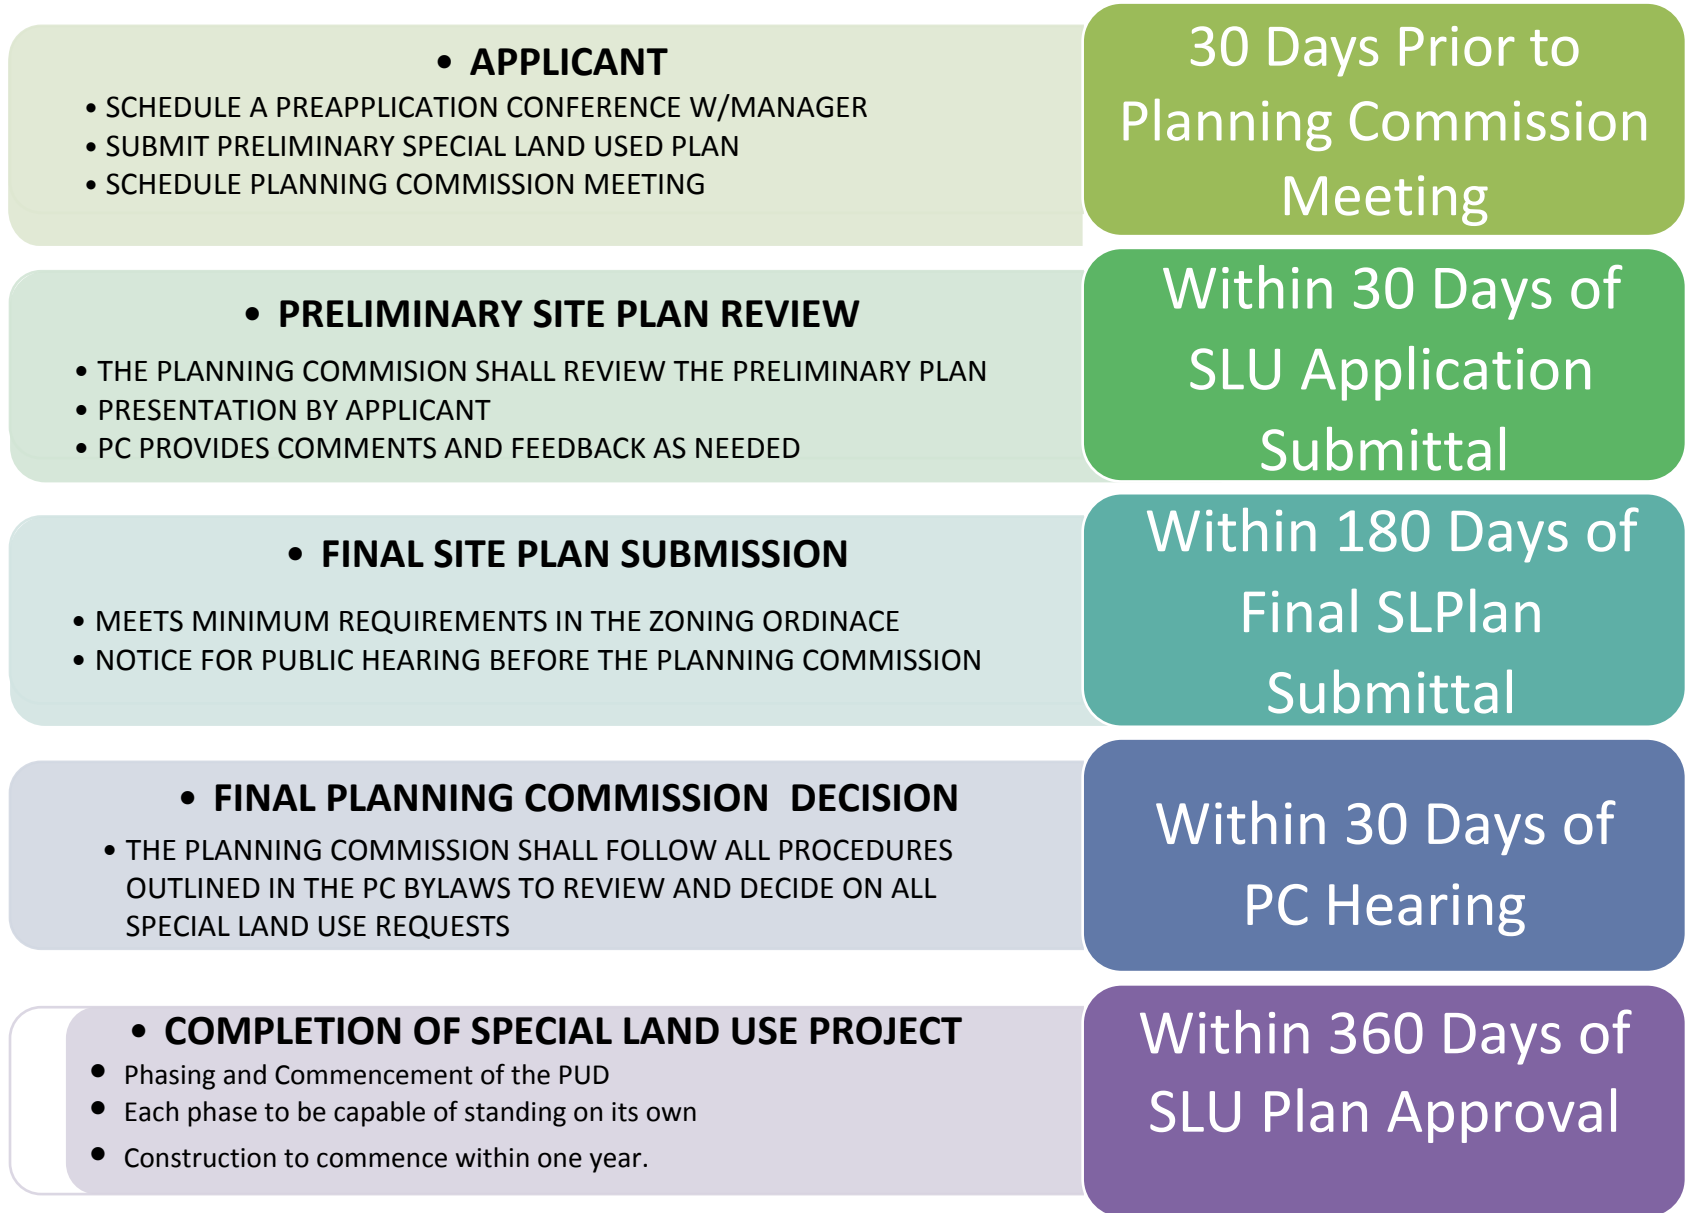 • APPLICANT
• SCHEDULE A PREAPPLICATION CONFERENCE W/MANAGER
• SUBMIT PRELIMINARY SPECIAL LAND USED PLAN
• SCHEDULE PLANNING COMMISSION MEETING
30 Days Prior to
Planning Commission
Meeting
• PRELIMINARY SITE PLAN REVIEW
• THE PLANNING COMMISION SHALL REVIEW THE PRELIMINARY PLAN
• PRESENTATION BY APPLICANT
• PC PROVIDES COMMENTS AND FEEDBACK AS NEEDED
Within 30 Days of
SLU Application
Submittal
• FINAL SITE PLAN SUBMISSION
• MEETS MINIMUM REQUIREMENTS IN THE ZONING ORDINACE
• NOTICE FOR PUBLIC HEARING BEFORE THE PLANNING COMMISSION
Within 180 Days of
Final SLPlan
Submittal
• FINAL PLANNING COMMISSION DECISION
• THE PLANNING COMMISSION SHALL FOLLOW ALL PROCEDURES
OUTLINED IN THE PC BYLAWS TO REVIEW AND DECIDE ON ALL
SPECIAL LAND USE REQUESTS
Within 30 Days of
PC Hearing
• COMPLETION OF SPECIAL LAND USE PROJECT
• Phasing and Commencement of the PUD
• Each phase to be capable of standing on its own
• Construction to commence within one year.
Within 360 Days of
SLU Plan Approval